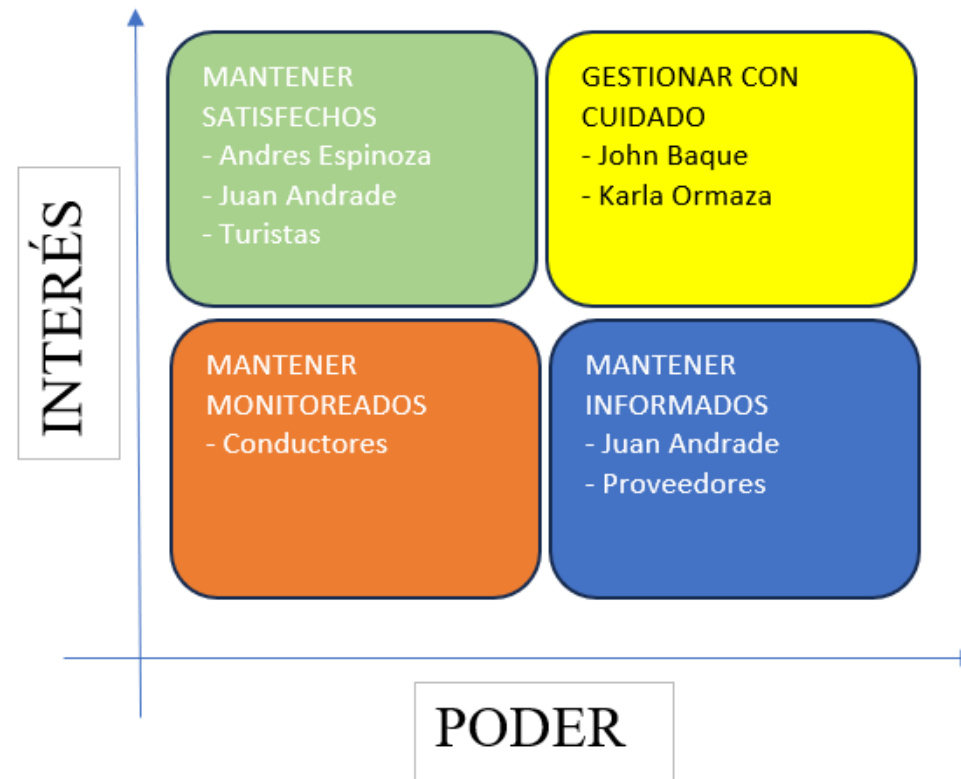 INTERÉS
MANTENER
SATISFECHOS
- Andres Espinoza
- Juan Andrade
- Turistas
GESTIONAR CON
CUIDADO
- John Baque
- Karla Ormaza
MANTENER
MONITOREADOS
- Conductores
MANTENER
INFORMADOS
- Juan Andrade
- Proveedores
PODER